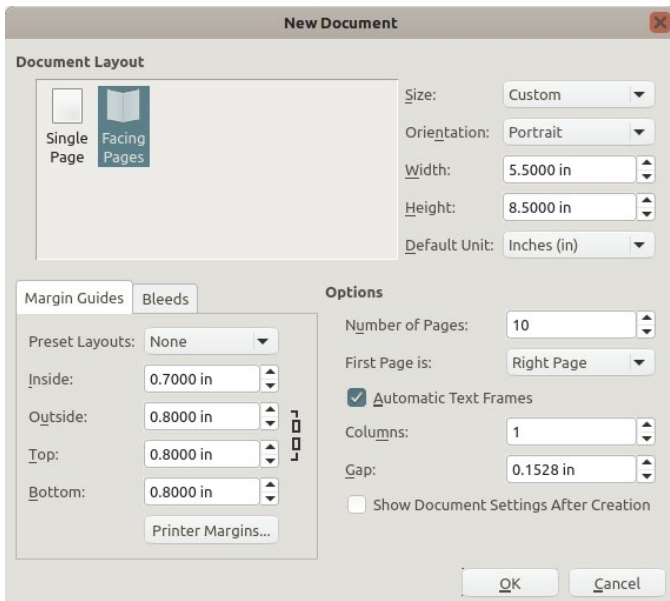 New Document
Document Layout
Single
Page
Facing
Pages
Size: Custom
Orientation: Portrait
Width: 5.5000 in
Height: 8.5000 in
Default Unit: Inches (in)
Margin Guides Bleeds
Preset Layouts: None
Inside: 0.7000 in
Outside: 0.8000 in
Top: 0.8000 in
Bottom: 0.8000 in
Printer Margins...
Options
Number of Pages: 10
First Page is: Right Page
Automatic Text Frames
Columns: 1
Gap: 0.1528 in
Show Document Settings After Creation
OK Cancel